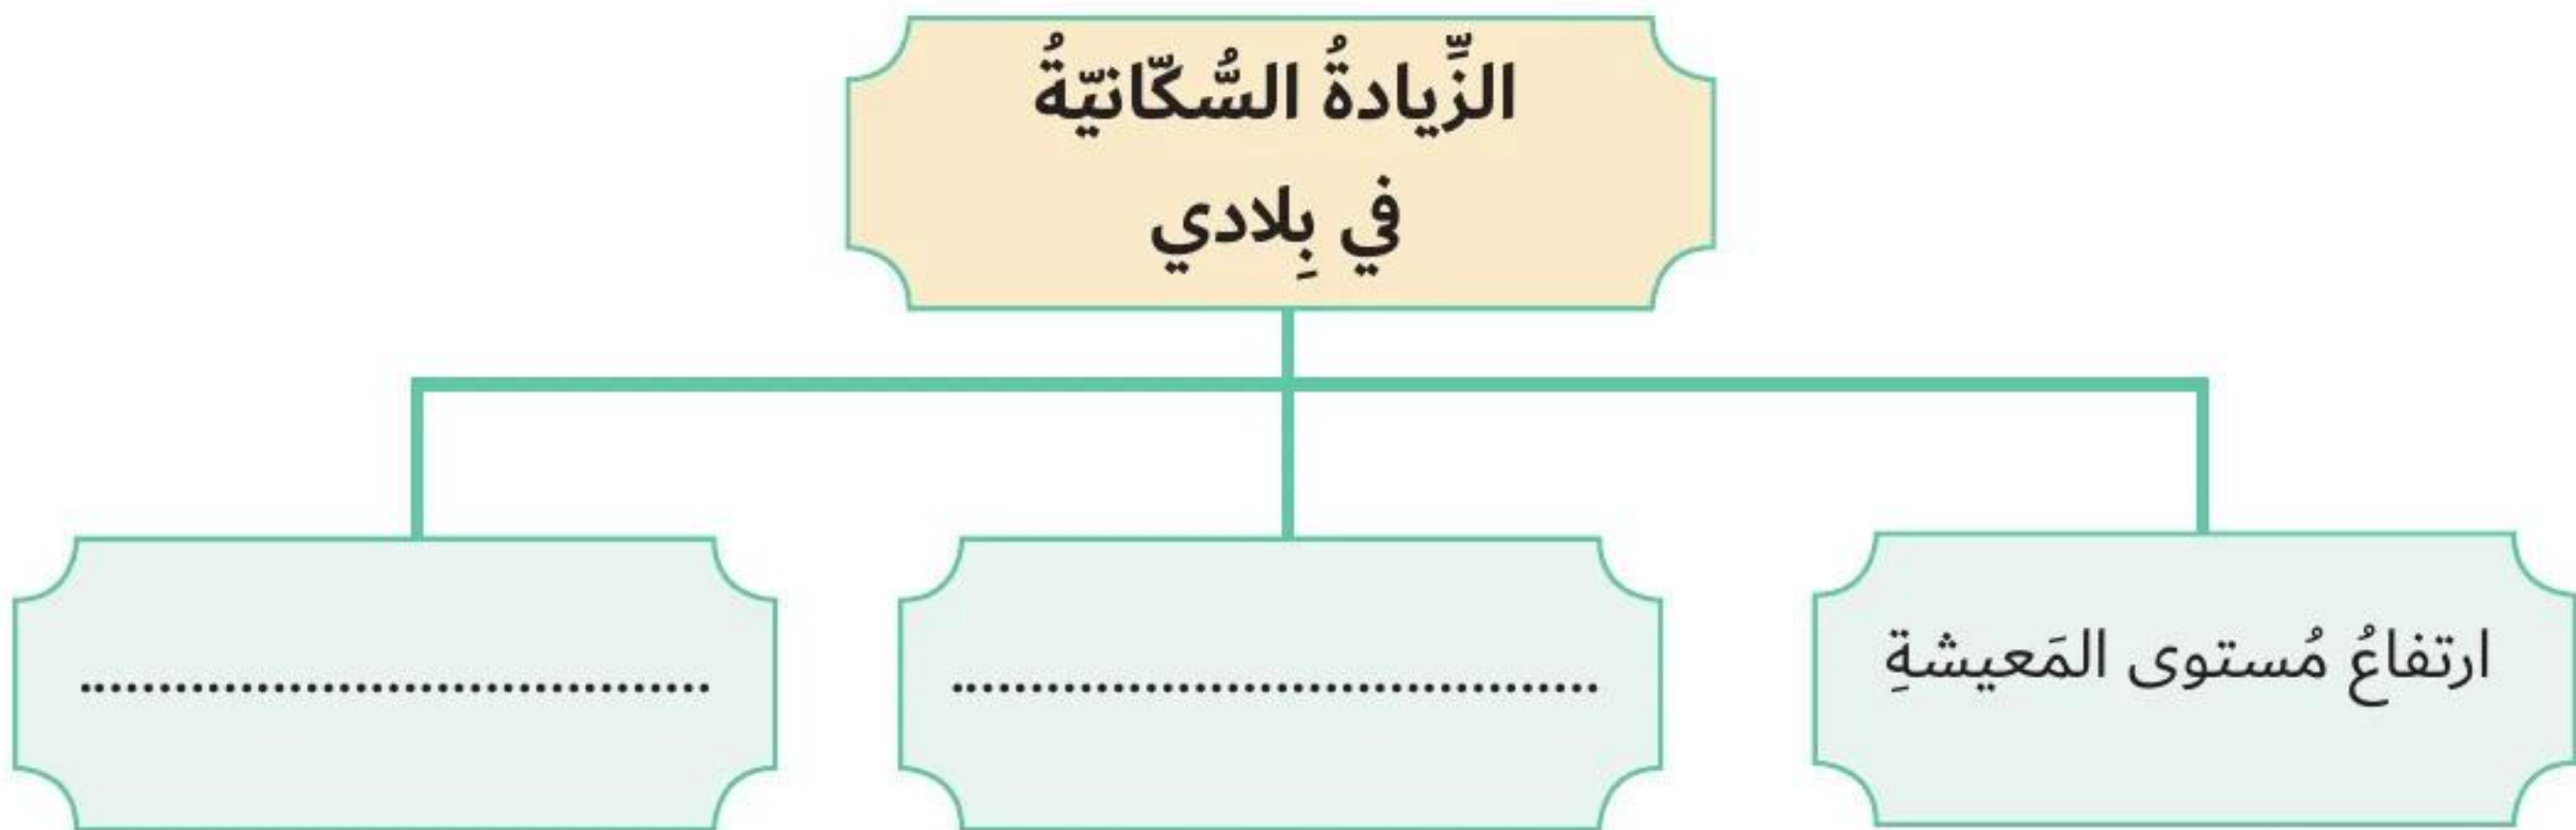 الزِّيادةُ السُّكّانيّةُ
في بِلادي
ارتفاعُ مُستوى المَعيشةِ
........................................
........................................